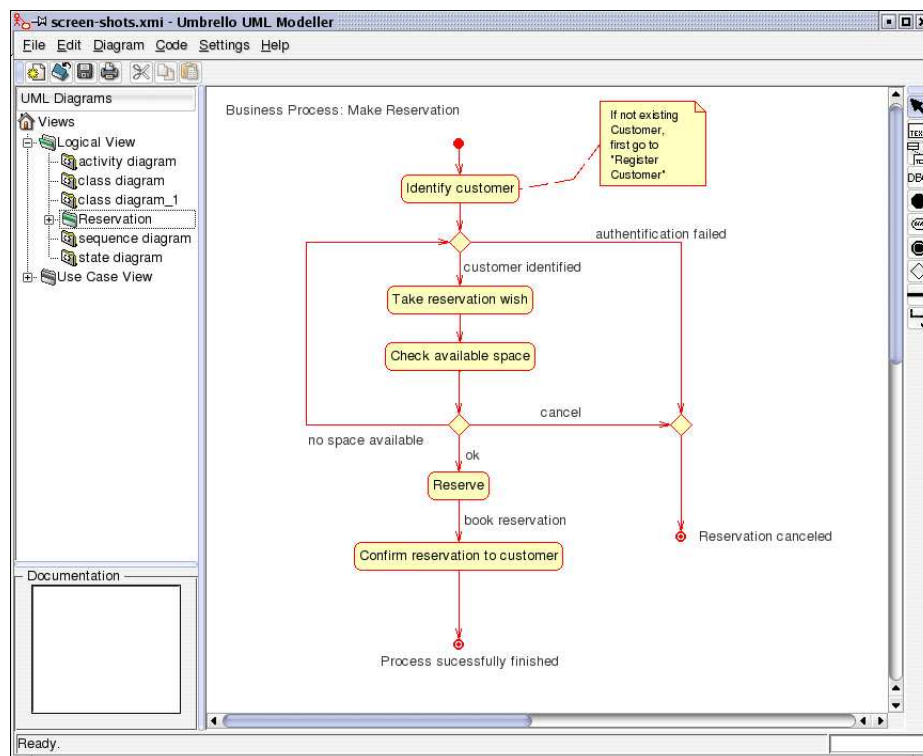 screen-shots.xmi - Umbrello UML Modeller
File Edit Diagram Code Settings Help
UML Diagrams
Views
Logical View
activity diagram
class diagram
class diagram_1
Reservation
sequence diagram
state diagram
Use Case View
Documentation
Business Process: Make Reservation
If not existing
Customer,
first go to
"Register
Customer"
Identify customer
authentification failed
customer identified
Take reservation wish
Check available space
cancel
no space available
ok
Reserve
book reservation
Reservation canceled
Confirm reservation to customer
Process sucessfully finished
Ready.